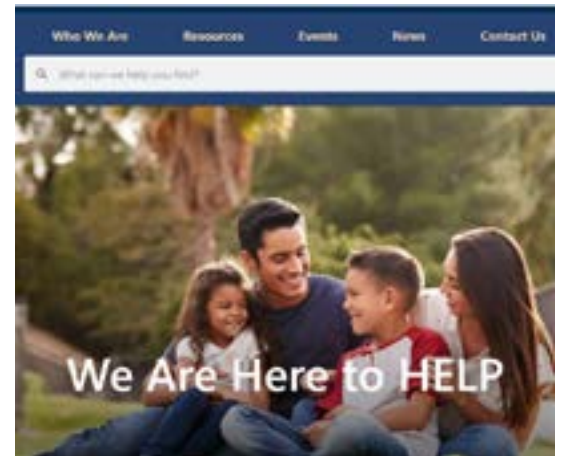 Who We Are Resources Events News Contact Us
What can we help you find?
We Are Here to HELP